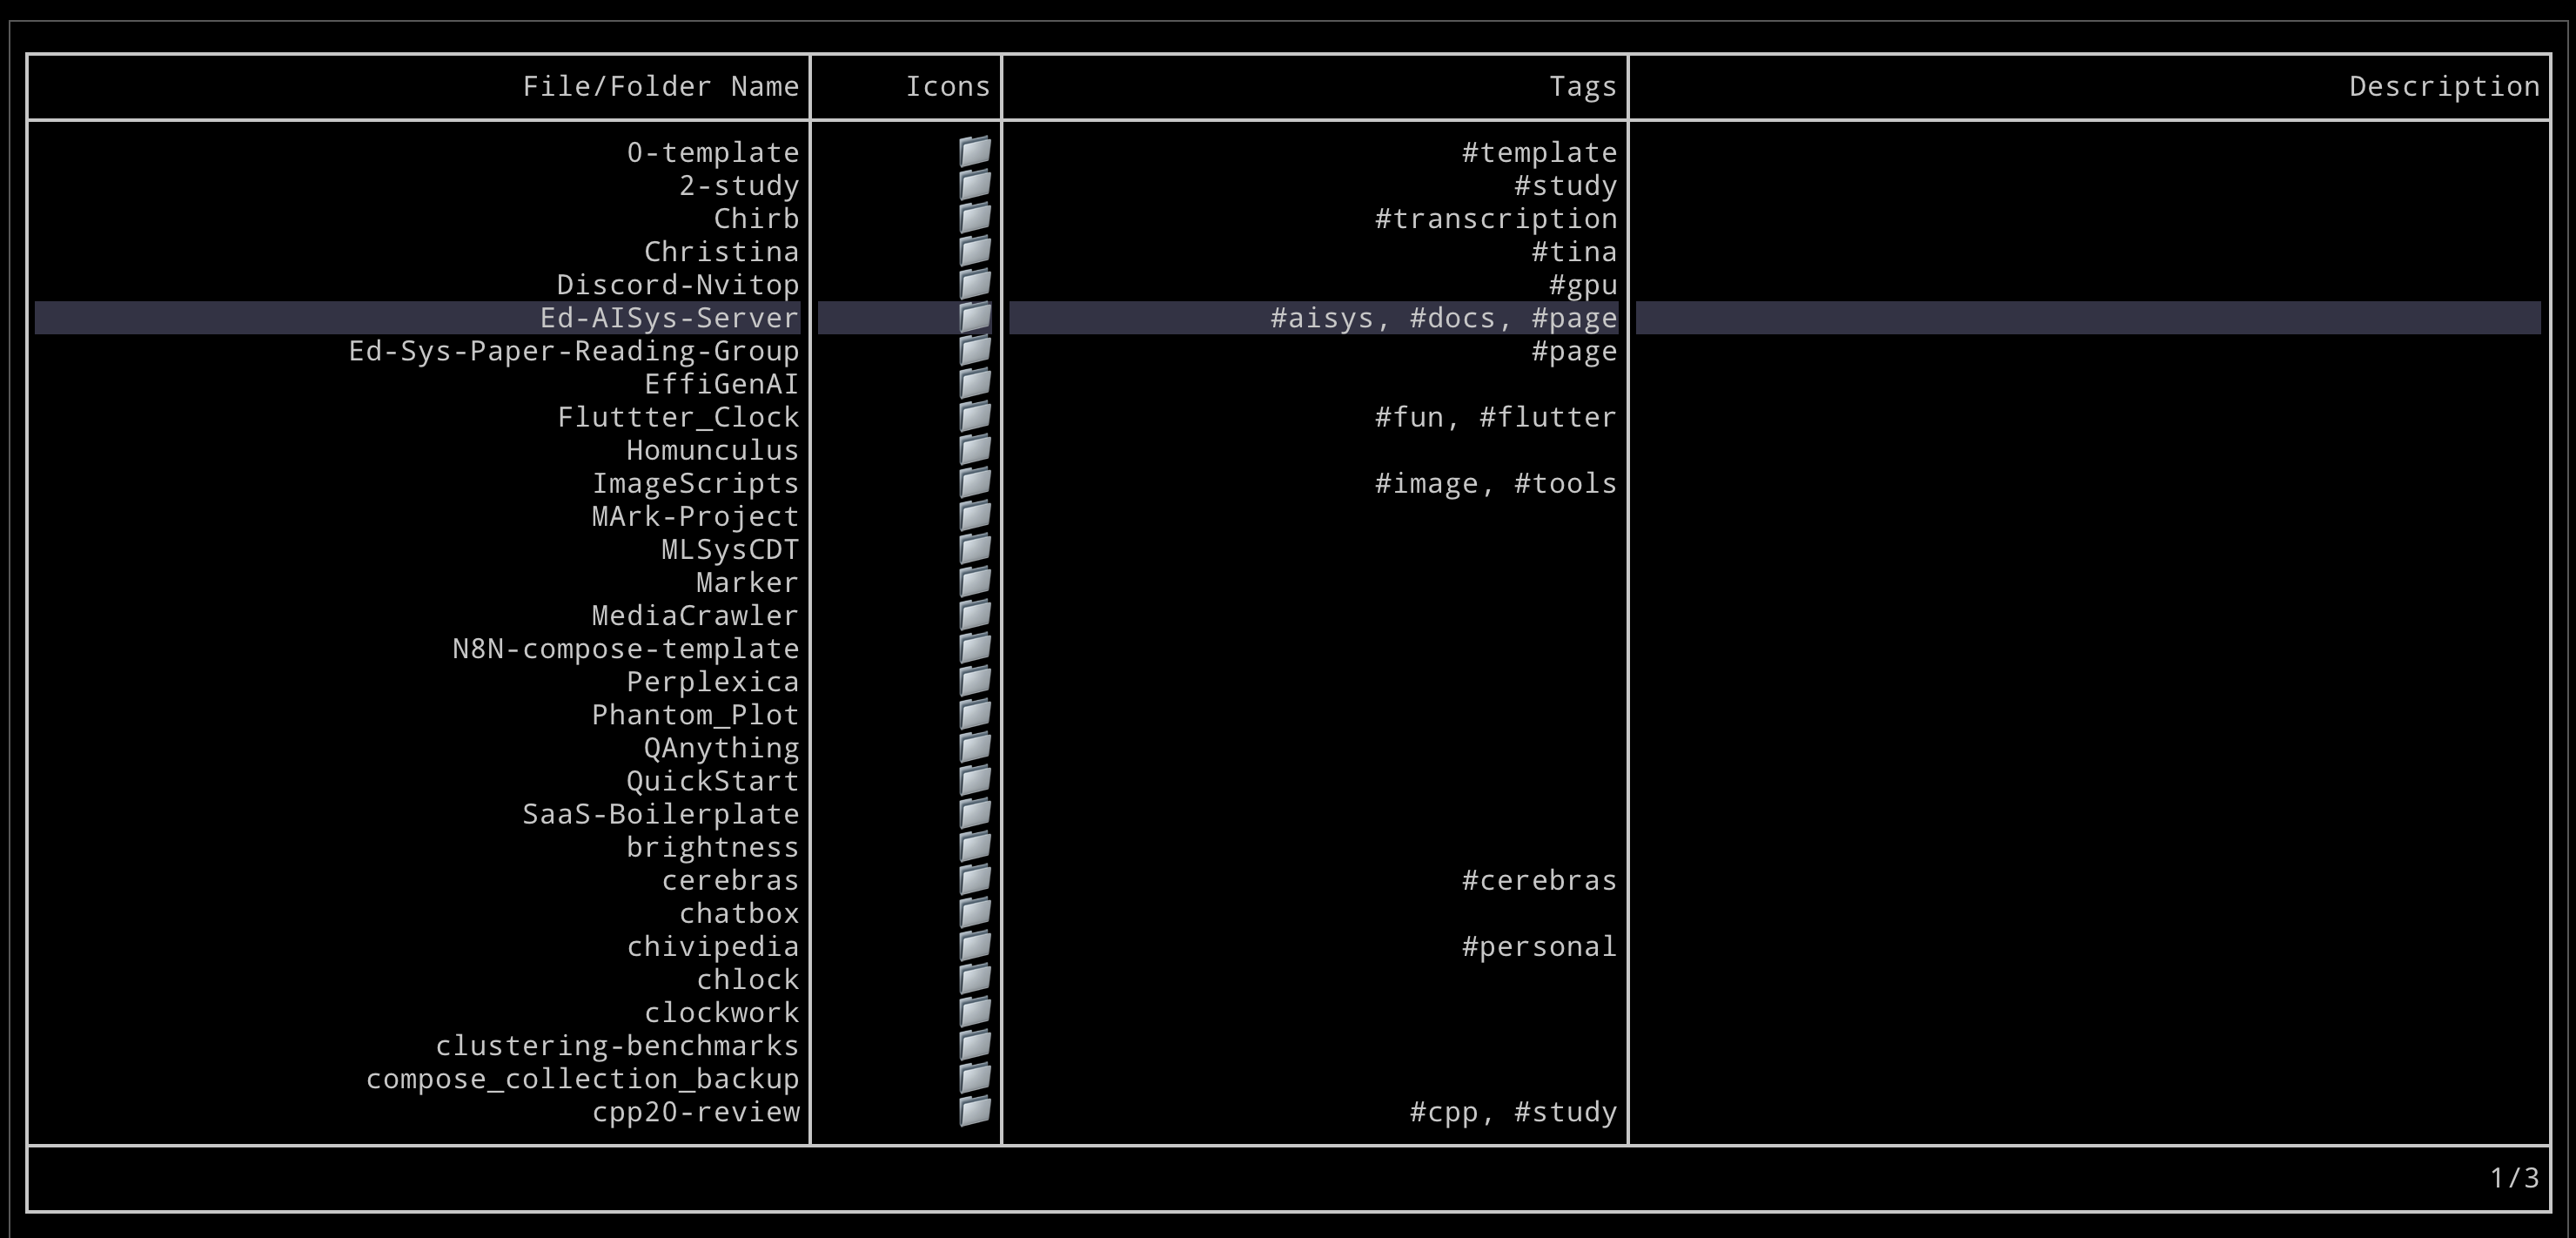 File/Folder Name Icons Tags Description
0-template #template
2-study #study
Chirb #transcription
Christina #tina
Discord-Nvitop #gpu
Ed-AISys-Server #aisys, #docs, #page
Ed-Sys-Paper-Reading-Group #page
EffiGenAI
Fluttter_Clock #fun, #flutter
Homunculus
ImageScripts #image, #tools
MArk-Project
MLSysCDT
Marker
MediaCrawler
N8N-compose-template
Perplexica
Phantom_Plot
QAnything
QuickStart
SaaS-Boilerplate
brightness
cerebras #cerebras
chatbox
chivipedia #personal
chlock
clockwork
clustering-benchmarks
compose_collection_backup
cpp20-review #cpp, #study
1/3